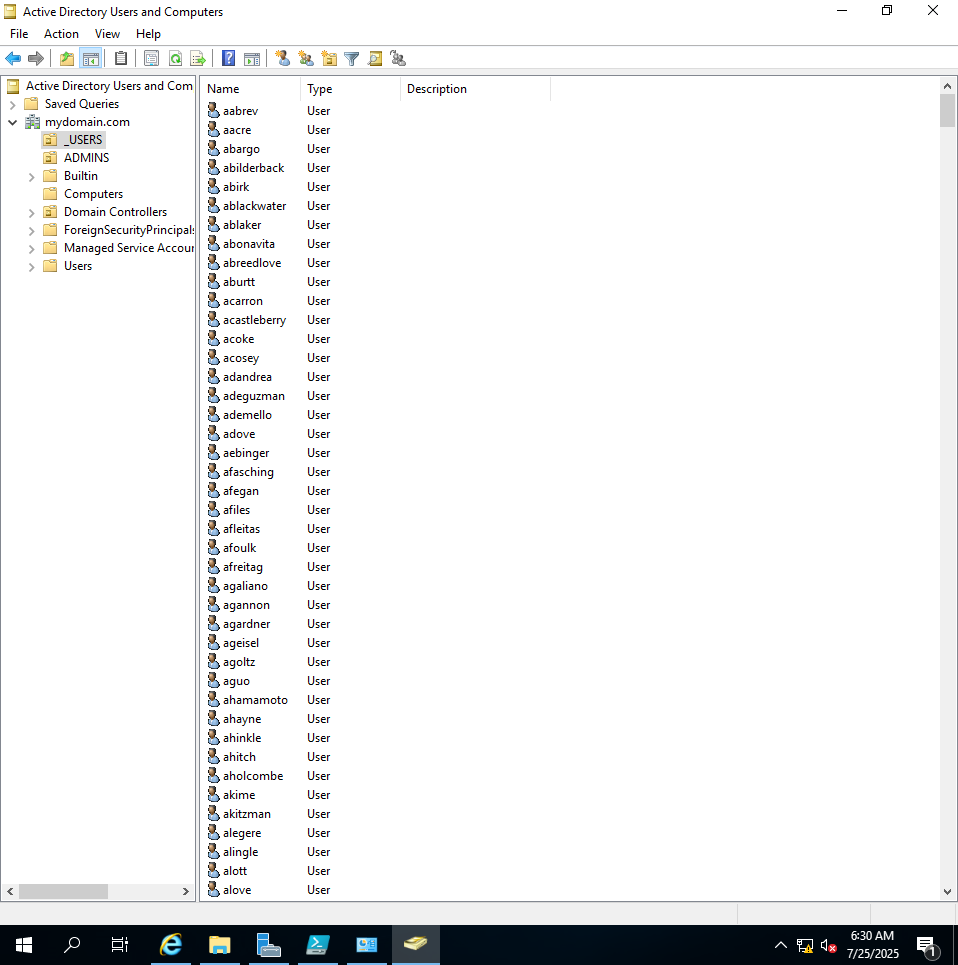 Active Directory Users and Computers
File Action View Help
Active Directory Users and Com
Saved Queries
mydomain.com
_USERS
ADMINS
Builtin
Computers
Domain Controllers
ForeignSecurityPrincipals
Managed Service Accoun
Users
Name Type Description
aabrev User
aacre User
abargo User
abilderback User
abirk User
ablackwater User
ablaker User
abonavita User
abreedlove User
aburtt User
acarron User
acastleberry User
acoke User
acosey User
adandrea User
adeguzman User
ademello User
adove User
aebinger User
afasching User
afegan User
afiles User
afleitas User
afoulk User
afreitag User
agaliano User
agannon User
agardner User
ageisel User
agoltz User
aguo User
ahamamoto User
ahayne User
ahinkle User
ahitch User
aholcombe User
akime User
akitzman User
alegere User
alingle User
alott User
alove User
6:30 AM
7/25/2025
1